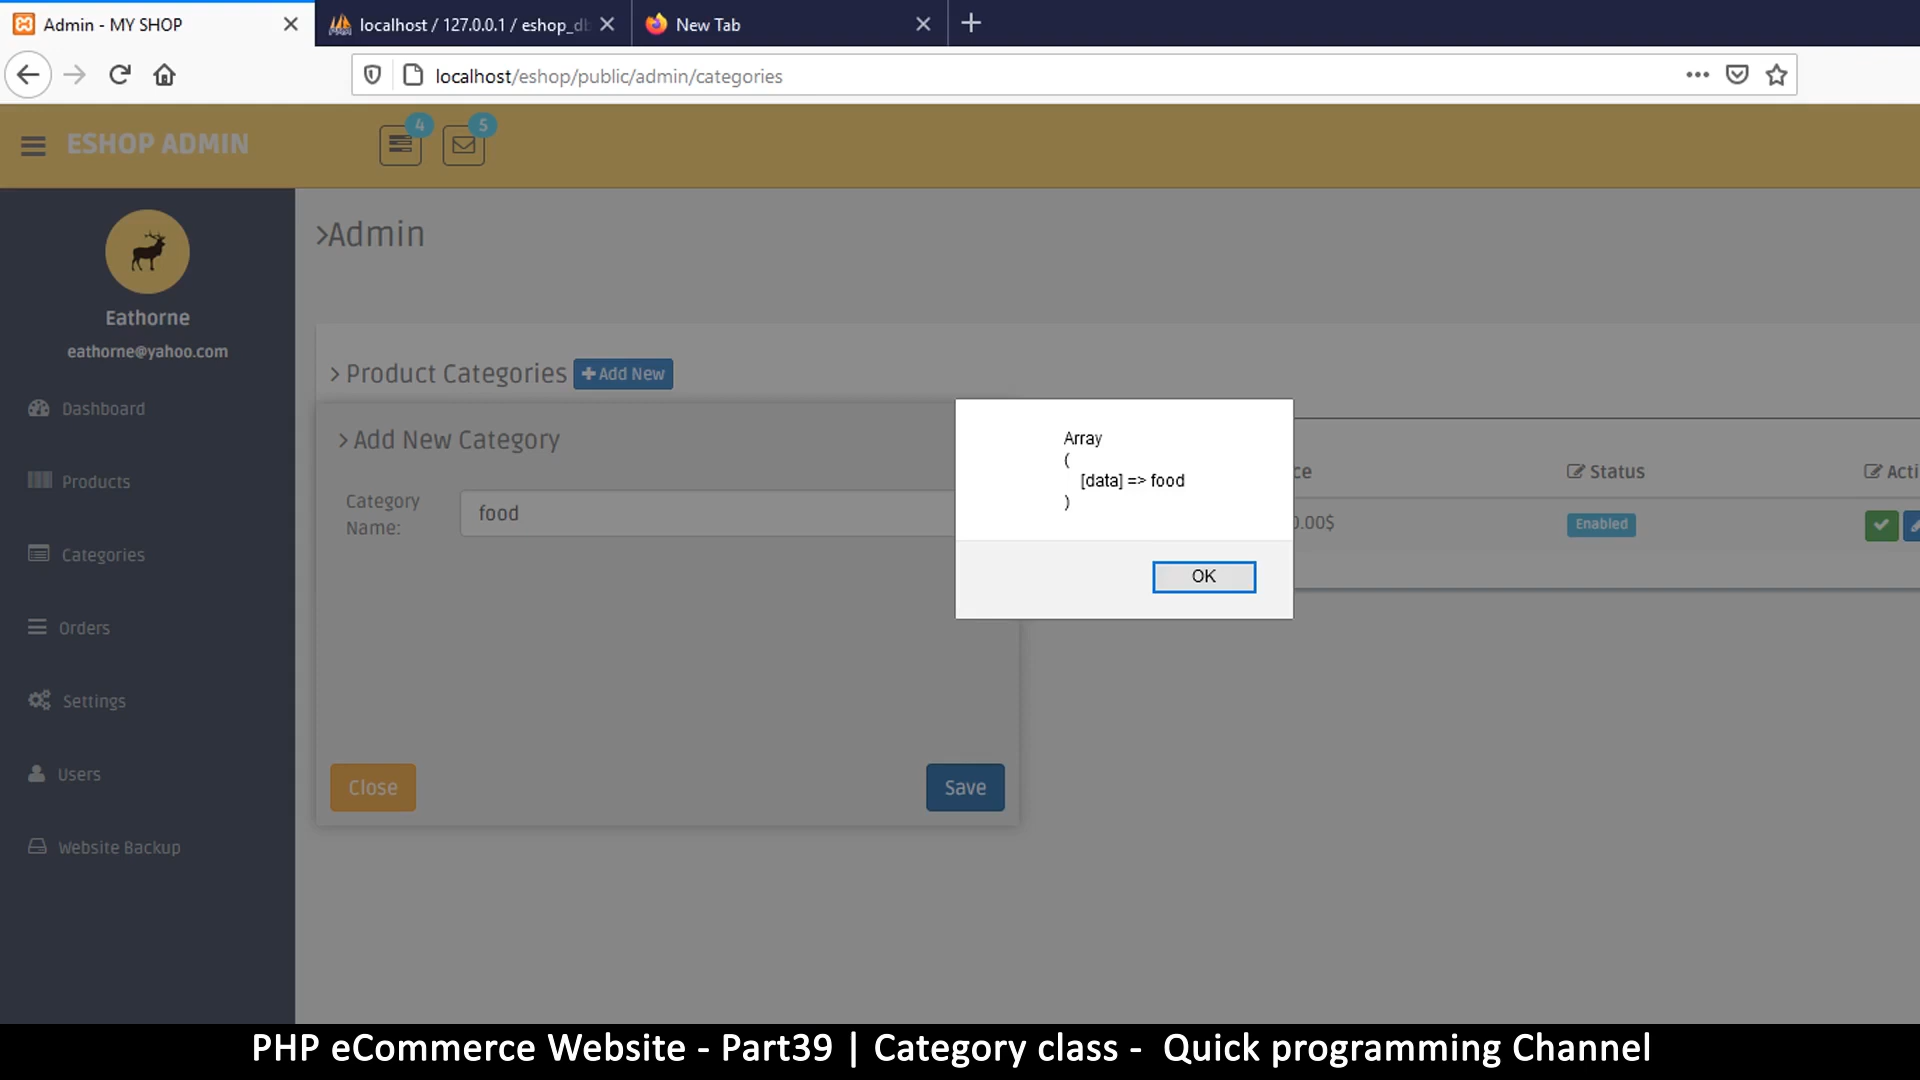 Admin - MY SHOP
localhost / 127.0.0.1 / eshop_db
New Tab
localhost/eshop/public/admin/categories
ESHOP ADMIN
4
5
Eathorne
eathorne@yahoo.com
Dashboard
Products
Categories
Orders
Settings
Users
Website Backup
>Admin
> Product Categories
+Add New
> Add New Category
Category
Name:
food
Close
Save
Array
(
[data] => food
)
OK
ce
Status
Acti
0.00$
Enabled
PHP eCommerce Website - Part39 | Category class - Quick programming Channel